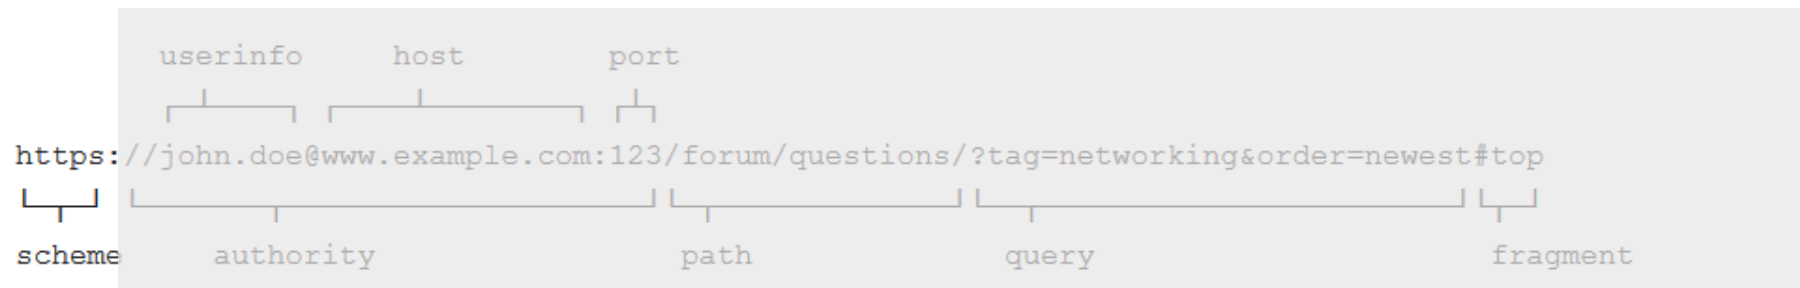 userinfo host port
https://john.doe@www.example.com:123/forum/questions/?tag=networking&order=newest#top
scheme authority path query fragment